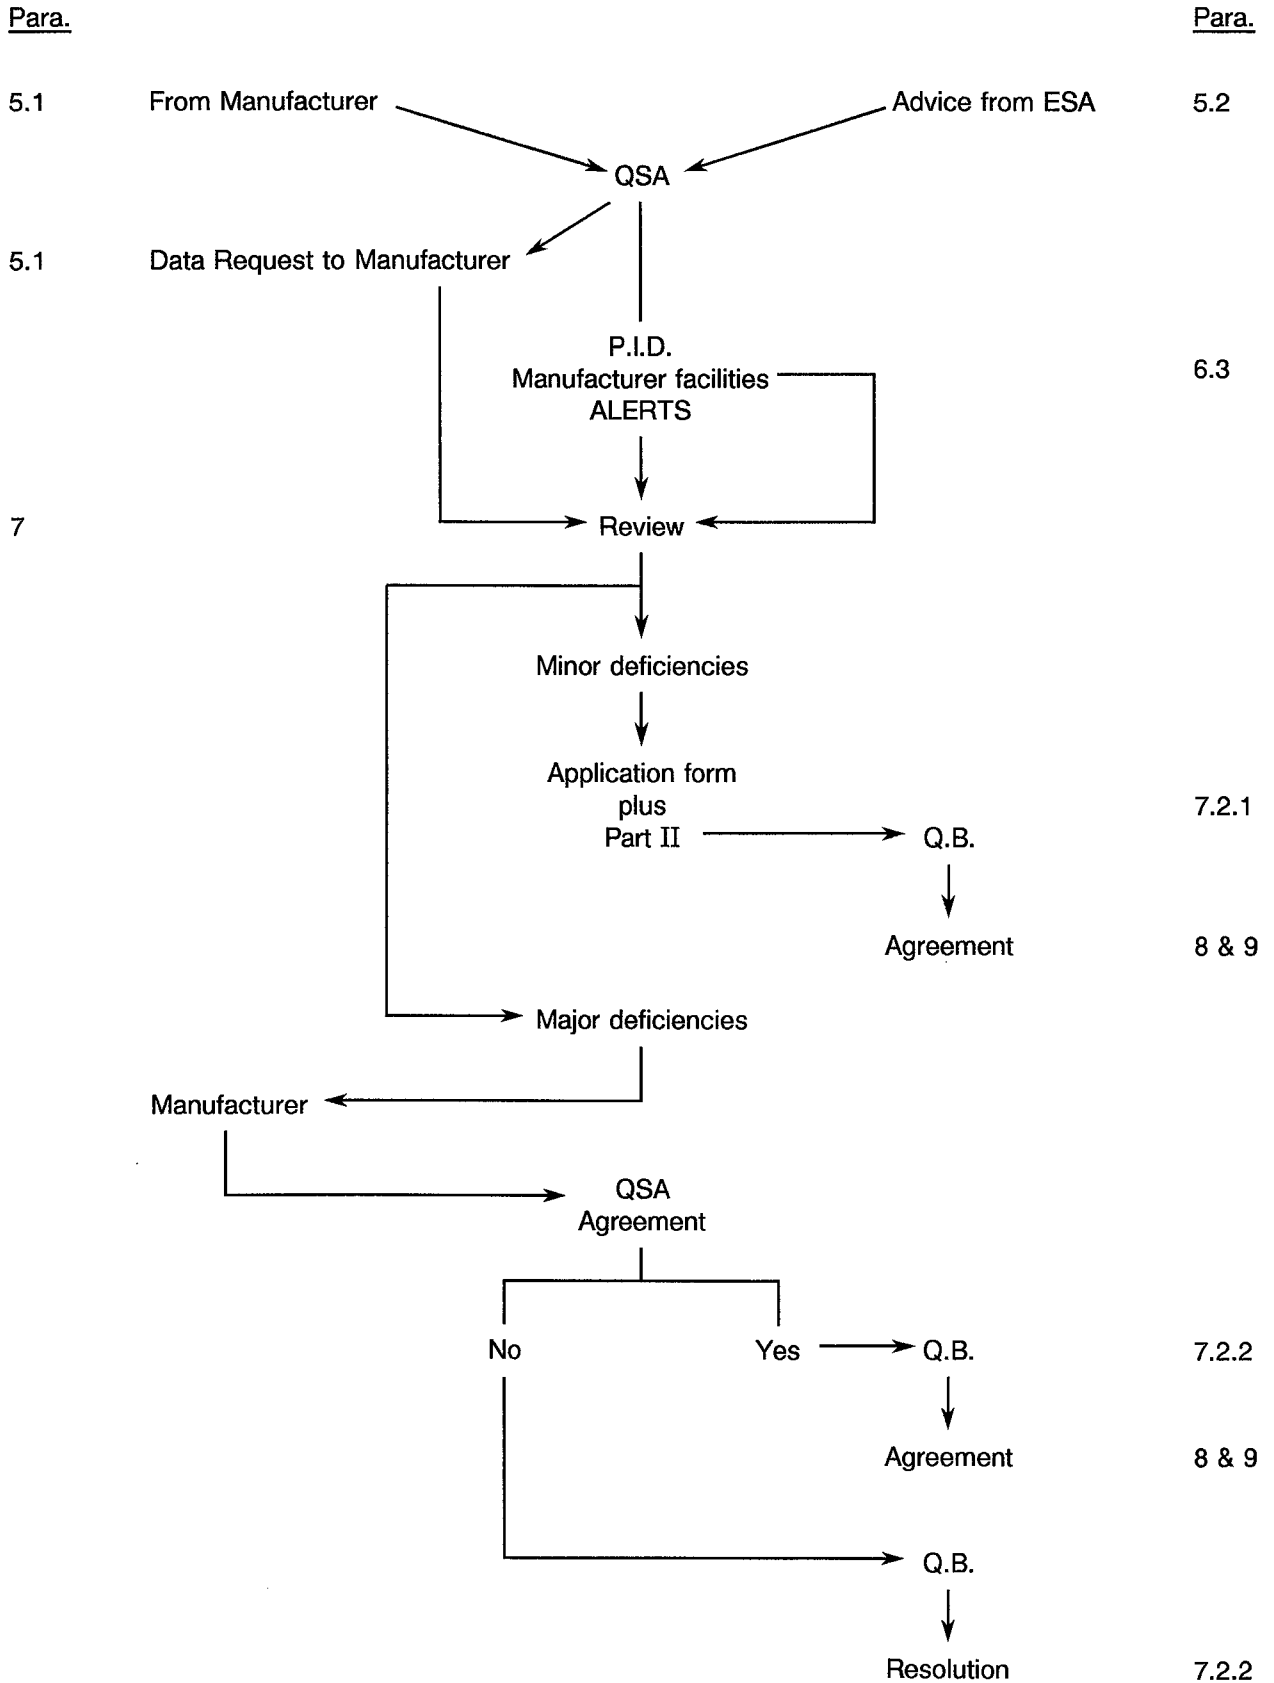 Para. Para.
5.1 From Manufacturer Advice from ESA 5.2
QSA
5.1 Data Request to Manufacturer
P.I.D.
Manufacturer facilities 6.3
ALERTS
7 Review
Minor deficiencies
Application form
plus 7.2.1
Part II Q.B.
Agreement 8 & 9
Major deficiencies
Manufacturer
QSA
Agreement
No Yes Q.B. 7.2.2
Agreement 8 & 9
Q.B.
Resolution 7.2.2